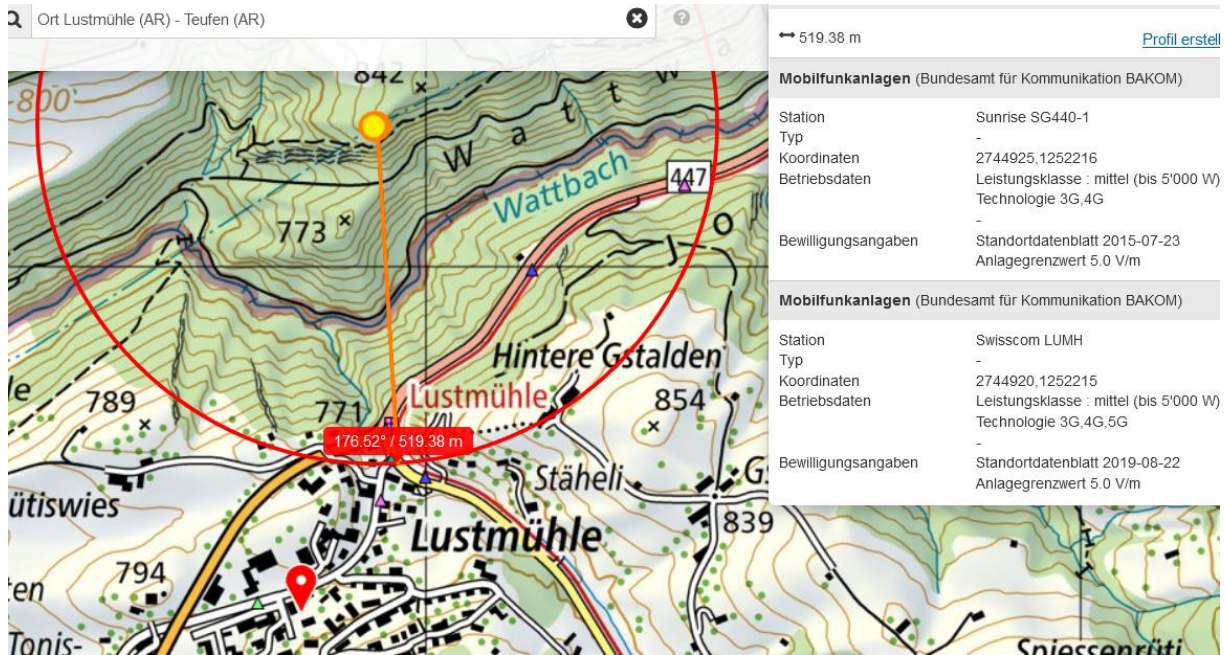 Ort Lustmühle (AR) - Teufen (AR)
519.38 m
Profil erstell
Mobilfunkanlagen (Bundesamt für Kommunikation BAKOM)
Station Sunrise SG440-1
Typ -
Koordinaten 2744925,1252216
Betriebsdaten Leistungsklasse : mittel (bis 5'000 W)
Technologie 3G,4G
-
Bewilligungsangaben Standortdatenblatt 2015-07-23
Anlagegrenzwert 5.0 V/m
Mobilfunkanlagen (Bundesamt für Kommunikation BAKOM)
Station Swisscom LUMH
Typ -
Koordinaten 2744920,1252215
Betriebsdaten Leistungsklasse : mittel (bis 5'000 W)
Technologie 3G,4G,5G
-
Bewilligungsangaben Standortdatenblatt 2019-08-22
Anlagegrenzwert 5.0 V/m
842
800
W a t t w
447
Wattbach
773
Hintere Gstalden
Lustmühle
789
771
854
176.52° / 519.38 m
Stäheli
ütiswies
Lustmühle
839
794
en
Tonis-
Spiessenrüti